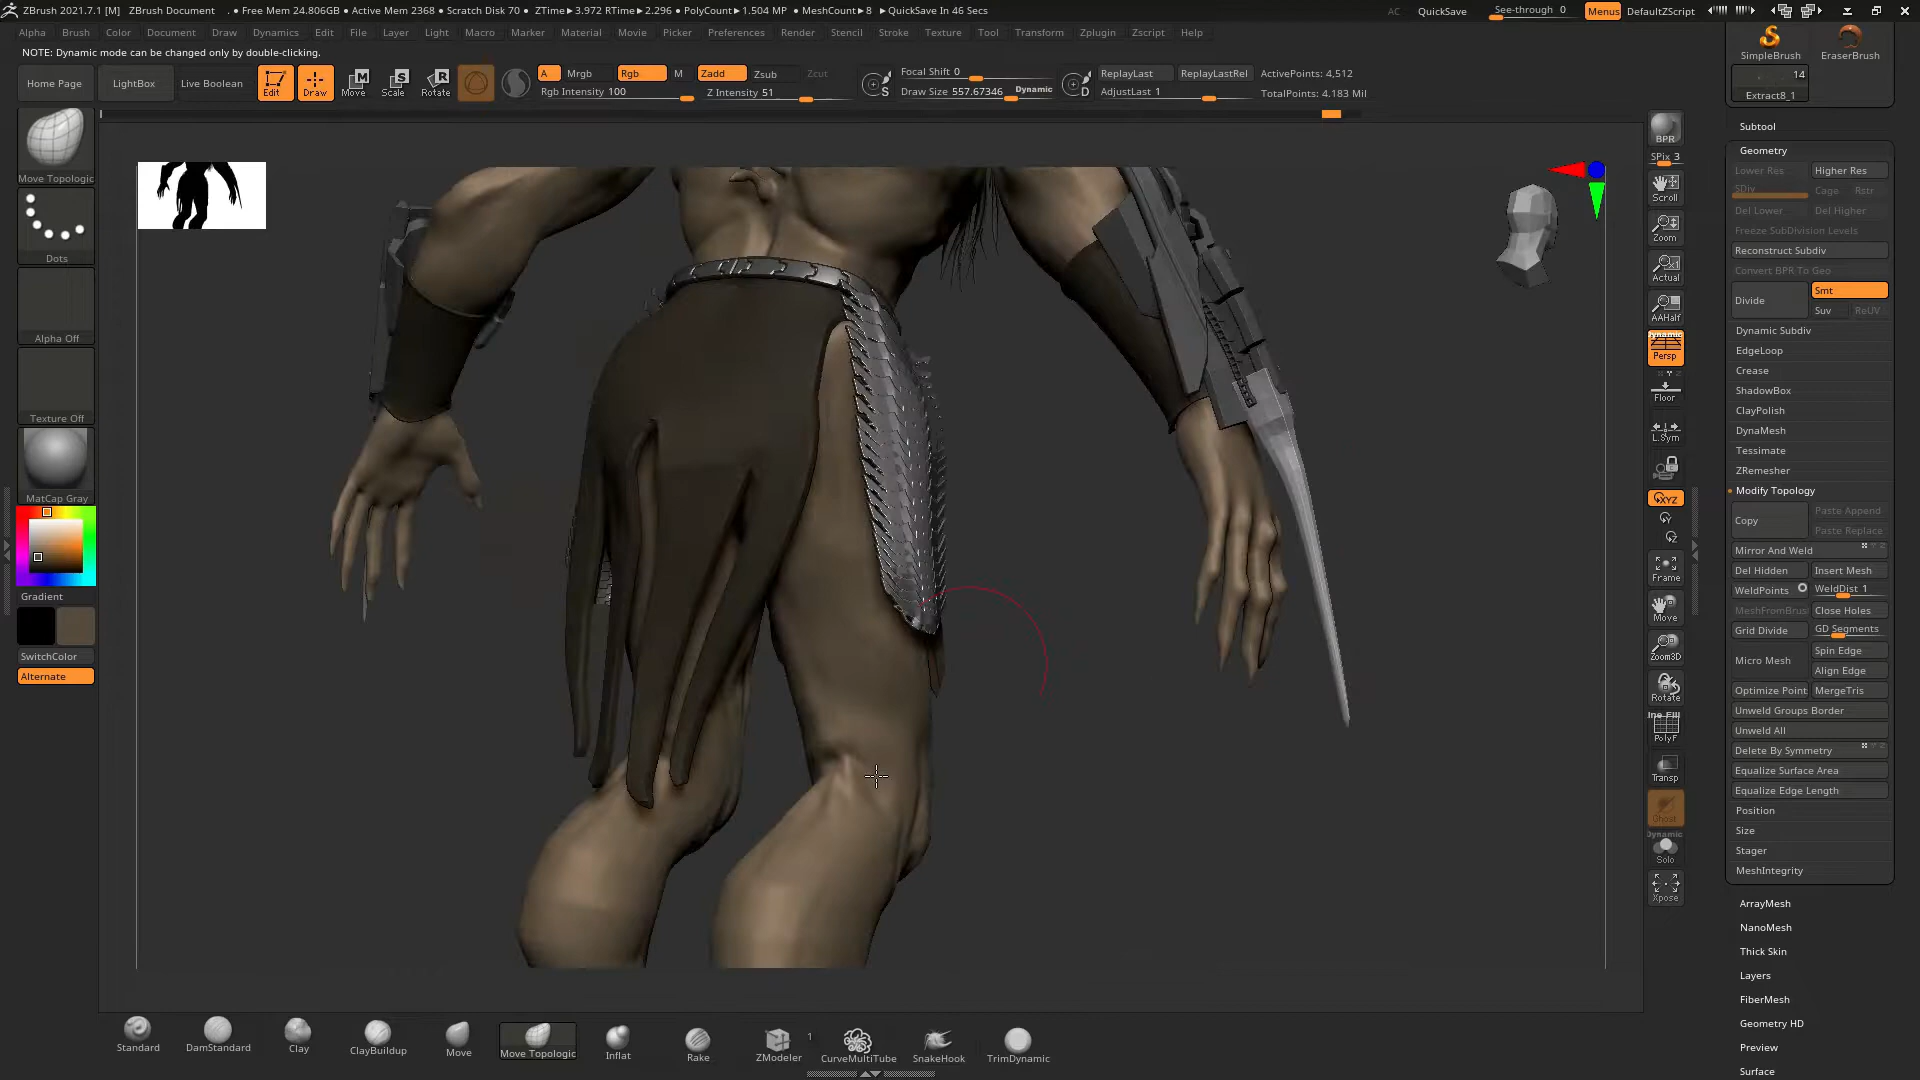 ZBrush 2021.7.1 [M] ZBrush Document . • Free Mem 24.806GB • Active Mem 2368 • Scratch Disk 70 • ZTime▸3.972 RTime▸2.296 • PolyCount▸1.504 MP • MeshCount▸8 • QuickSave In 46 Secs AC QuickSave See-through 0 Menus DefaultZScript
Alpha Brush Color Document Draw Dynamics Edit File Layer Light Macro Marker Material Movie Picker Preferences Render Stencil Stroke Texture Tool Transform Zplugin Zscript Help
NOTE: Dynamic mode can be changed only by double-clicking.
SimpleBrush EraserBrush
Home Page LightBox Live Boolean Edit Draw Move Scale Rotate
A Mrgb Rgb M Zadd Zsub Zcut
Rgb Intensity 100 Z Intensity 51
S Focal Shift 0
Draw Size 557.67346 Dynamic
D ReplayLast ReplayLastRel ActivePoints: 4,512
AdjustLast 1 TotalPoints: 4.183 Mil
14
Extract8_1
Move Topologic
Dots
Alpha Off
Texture Off
MatCap Gray
Gradient
SwitchColor
Alternate
BPR
SPix 3
Scroll
Zoom
Actual
AAHalf
Dynamic
Persp
Floor
L.Sym
XYZ
Frame
Move
Zoom3D
Rotate
Line Fill
PolyF
Transp
Ghost
Dynamic
Solo
Xpose
Subtool
Geometry
Lower Res Higher Res
SDiv Cage Rstr
Del Lower Del Higher
Freeze SubDivision Levels
Reconstruct Subdiv
Convert BPR To Geo
Divide Smt
Suv ReUV
Dynamic Subdiv
EdgeLoop
Crease
ShadowBox
ClayPolish
DynaMesh
Tessimate
ZRemesher
Modify Topology
Copy Paste Append
Paste Replace
Mirror And Weld
Del Hidden Insert Mesh
WeldPoints WeldDist 1
MeshFromBrus Close Holes
Grid Divide GD Segments
Micro Mesh Spin Edge
Align Edge
Optimize Point MergeTris
Unweld Groups Border
Unweld All
Delete By Symmetry
Equalize Surface Area
Equalize Edge Length
Position
Size
Stager
MeshIntegrity
ArrayMesh
NanoMesh
Thick Skin
Layers
FiberMesh
Geometry HD
Preview
Surface
Standard DamStandard Clay ClayBuildup Move Move Topologic Inflat Rake ZModeler 1 CurveMultiTube SnakeHook TrimDynamic